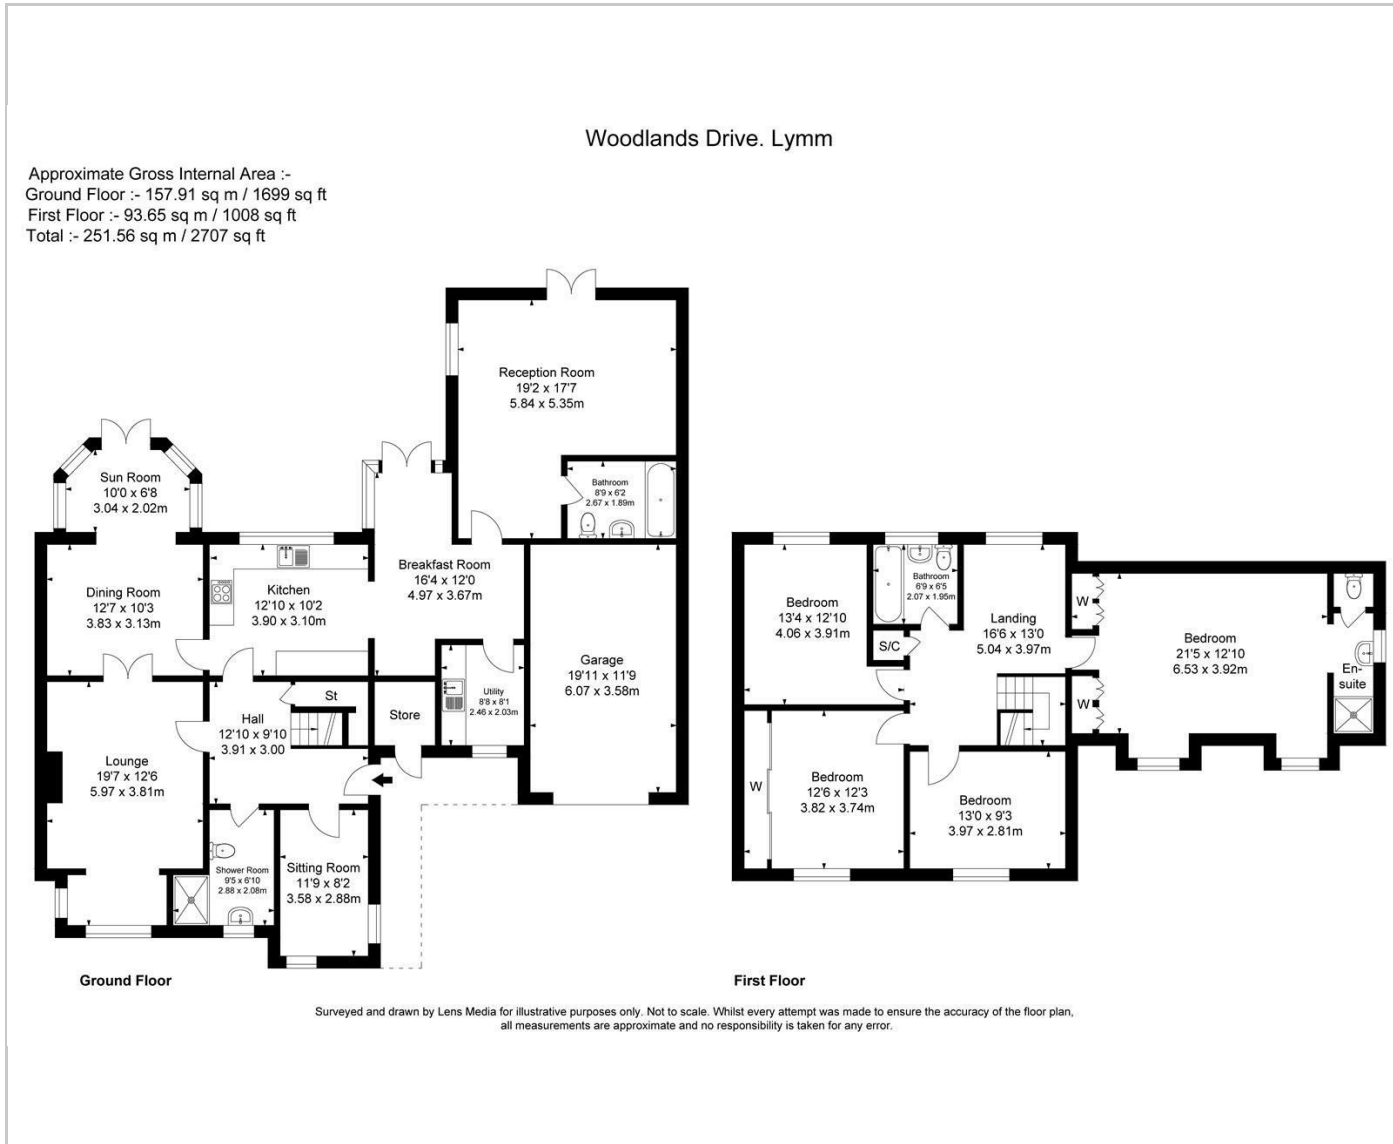 Woodlands Drive. Lymm
Approximate Gross Internal Area :-
Ground Floor :- 157.91 sq m / 1699 sq ft
First Floor :- 93.65 sq m / 1008 sq ft
Total :- 251.56 sq m / 2707 sq ft
Reception Room
19'2 x 17'7
5.84 x 5.35m
Bathroom
8'9 x 6'2
2.67 x 1.89m
Sun Room
10'0 x 6'8
3.04 x 2.02m
Dining Room
12'7 x 10'3
3.83 x 3.13m
Kitchen
12'10 x 10'2
3.90 x 3.10m
Breakfast Room
16'4 x 12'0
4.97 x 3.67m
Garage
19'11 x 11'9
6.07 x 3.58m
Utility
8'8 x 8'1
2.46 x 2.03m
Store
St
Hall
12'10 x 9'10
3.91 x 3.00
Lounge
19'7 x 12'6
5.97 x 3.81m
Shower Room
9'5 x 6'10
2.88 x 2.08m
Sitting Room
11'9 x 8'2
3.58 x 2.88m
Ground Floor
Bedroom
13'4 x 12'10
4.06 x 3.91m
Bathroom
6'9 x 6'5
2.07 x 1.95m
S/C
Landing
16'6 x 13'0
5.04 x 3.97m
W
W
Bedroom
21'5 x 12'10
6.53 x 3.92m
En-
suite
W
Bedroom
12'6 x 12'3
3.82 x 3.74m
Bedroom
13'0 x 9'3
3.97 x 2.81m
First Floor
Surveyed and drawn by Lens Media for illustrative purposes only. Not to scale. Whilst every attempt was made to ensure the accuracy of the floor plan,
all measurements are approximate and no responsibility is taken for any error.